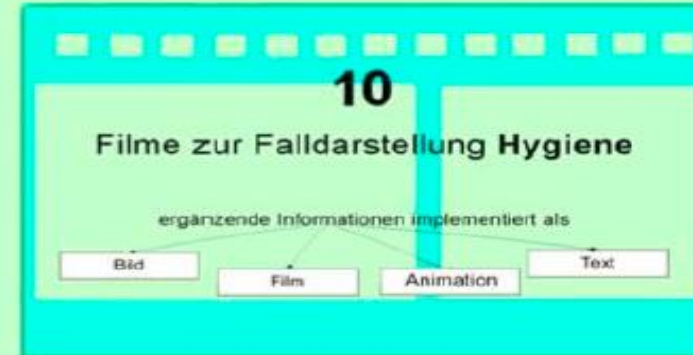 10
Filme zur Falldarstellung Hygiene
ergänzende Informationen implementiert als
Bild
Film
Animation
Text